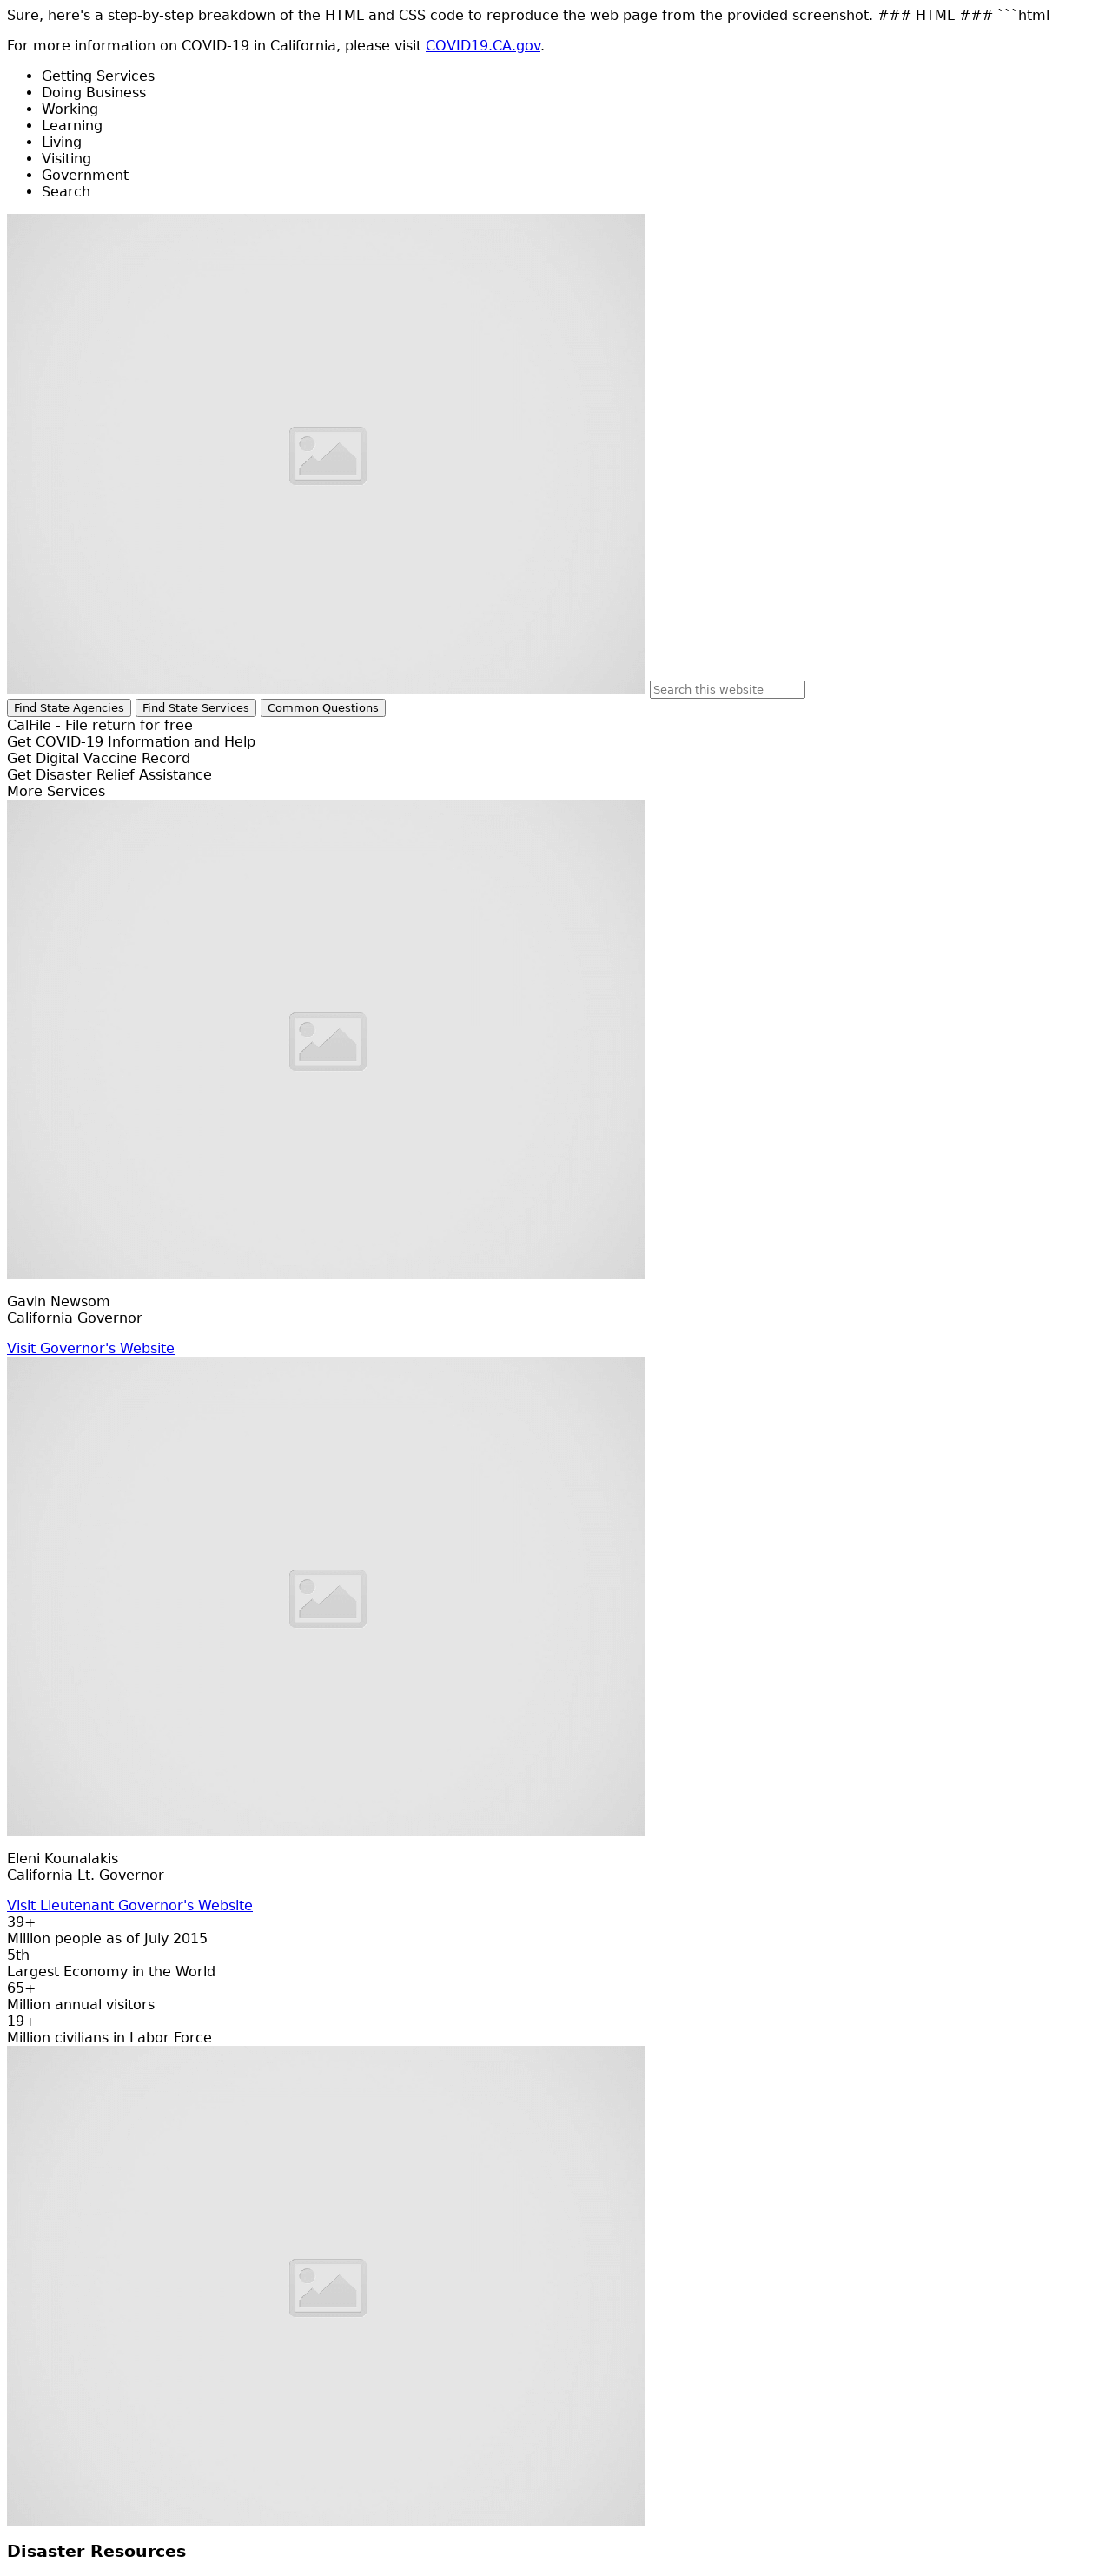 Sure, here's a step-by-step breakdown of the HTML and CSS code to reproduce the web page from the provided screenshot. ### HTML ### ```html
For more information on COVID-19 in California, please visit COVID19.CA.gov.
• Getting Services
• Doing Business
• Working
• Learning
• Living
• Visiting
• Government
• Search
Search this website
Find State Agencies Find State Services Common Questions
CalFile - File return for free
Get COVID-19 Information and Help
Get Digital Vaccine Record
Get Disaster Relief Assistance
More Services
Gavin Newsom
California Governor
Visit Governor's Website
Eleni Kounalakis
California Lt. Governor
Visit Lieutenant Governor's Website
39+
Million people as of July 2015
5th
Largest Economy in the World
65+
Million annual visitors
19+
Million civilians in Labor Force
Disaster Resources